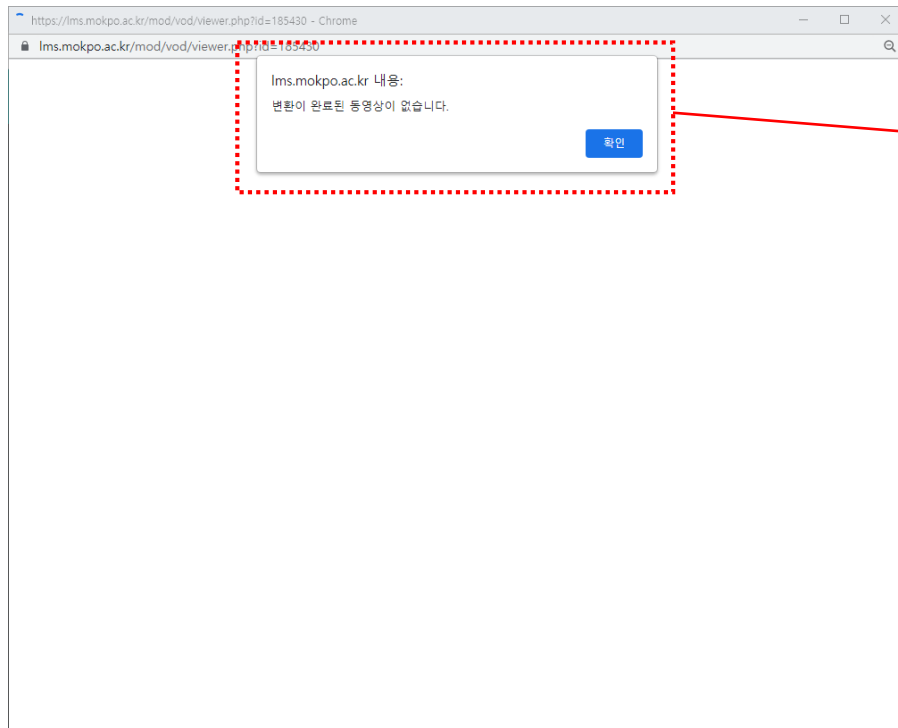 https://lms.mokpo.ac.kr/mod/vod/viewer.php?id=185430 - Chrome
lms.mokpo.ac.kr/mod/vod/viewer.php?id=185430
lms.mokpo.ac.kr 내용:
변환이 완료된 동영상이 없습니다.
확인